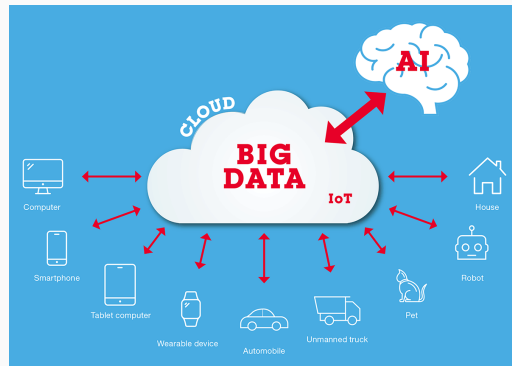 AI
CLOUD
BIG
DATA
IoT
Computer
House
Smartphone
Robot
Tablet computer
Pet
Wearable device
Unmanned truck
Automobile